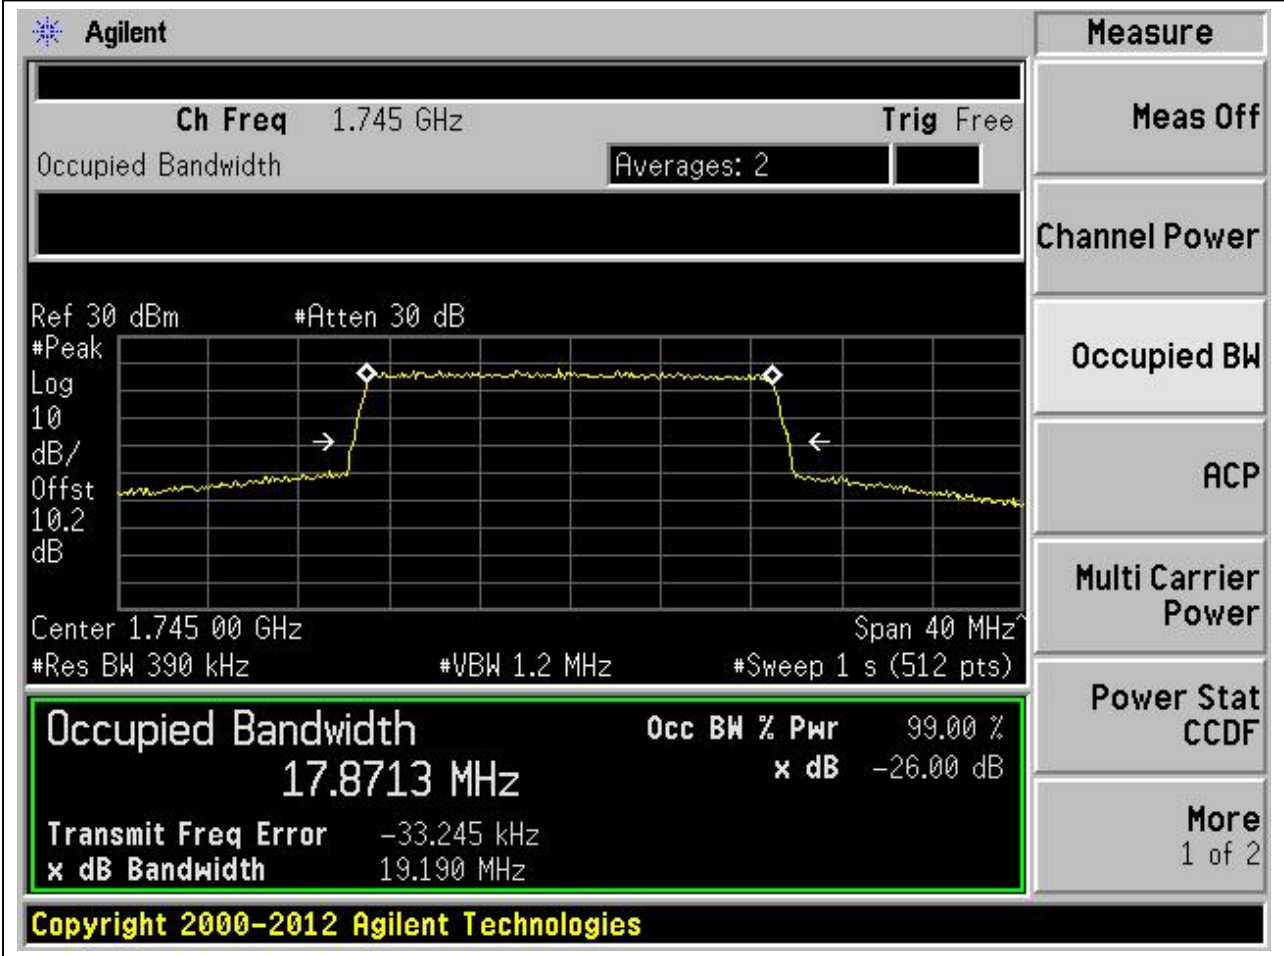 Agilent
Measure
Ch Freq 1.745 GHz Trig Free
Meas Off
Occupied Bandwidth Averages: 2
Channel Power
Ref 30 dBm #Atten 30 dB
#Peak
Log
10
dB/
Offst
10.2
dB
Occupied BW
ACP
Multi Carrier
Power
Center 1.745 00 GHz Span 40 MHz^
#Res BW 390 kHz #VBW 1.2 MHz #Sweep 1 s (512 pts)
Power Stat
CCDF
Occupied Bandwidth Occ BW % Pwr 99.00 %
17.8713 MHz x dB -26.00 dB
Transmit Freq Error -33.245 kHz
x dB Bandwidth 19.190 MHz
More
1 of 2
Copyright 2000-2012 Agilent Technologies